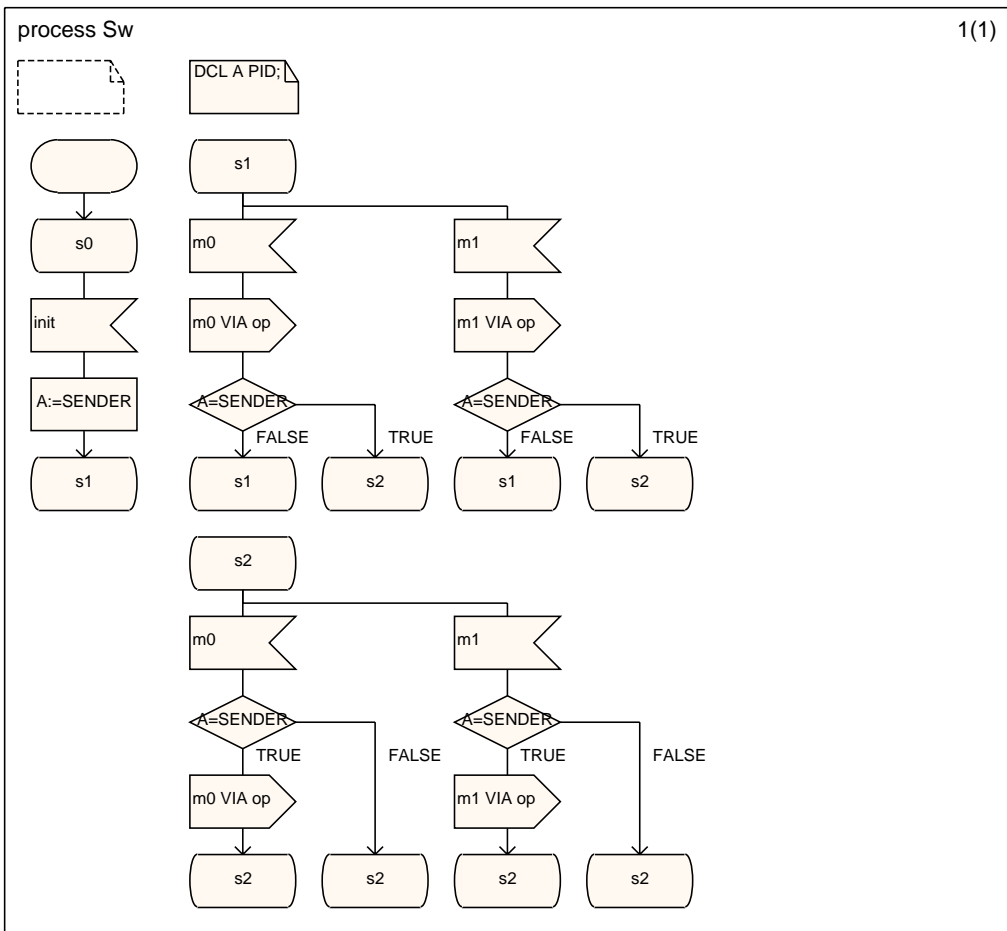 process Sw
1(1)
DCL A PID;
s1
s0
m0
m1
init
m0 VIA op
m1 VIA op
A:=SENDER
A=SENDER
A=SENDER
FALSE
TRUE
FALSE
TRUE
s1
s1
s2
s1
s2
s2
m0
m1
A=SENDER
A=SENDER
TRUE
FALSE
TRUE
FALSE
m0 VIA op
m1 VIA op
s2
s2
s2
s2